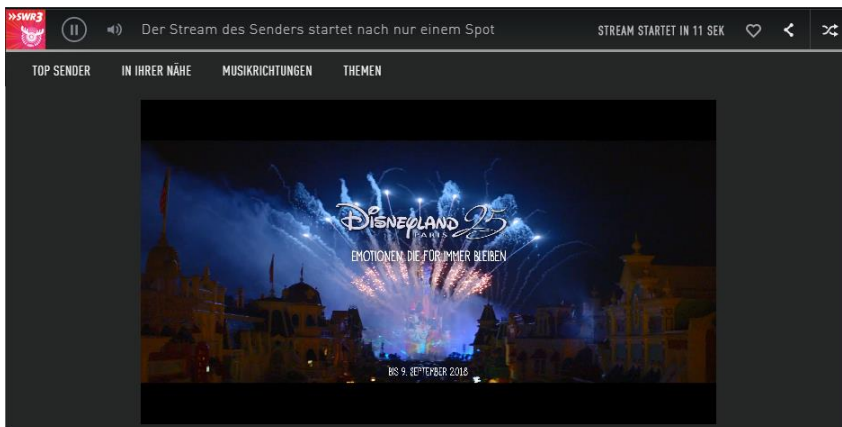 »SWR3
Der Stream des Senders startet nach nur einem Spot
STREAM STARTET IN 11 SEK
TOP SENDER
IN IHRER NÄHE
MUSIKRICHTUNGEN
THEMEN
DISNEYLAND 25
PARIS
EMOTIONEN, DIE FÜR IMMER BLEIBEN
BIS 9. SEPTEMBER 2018